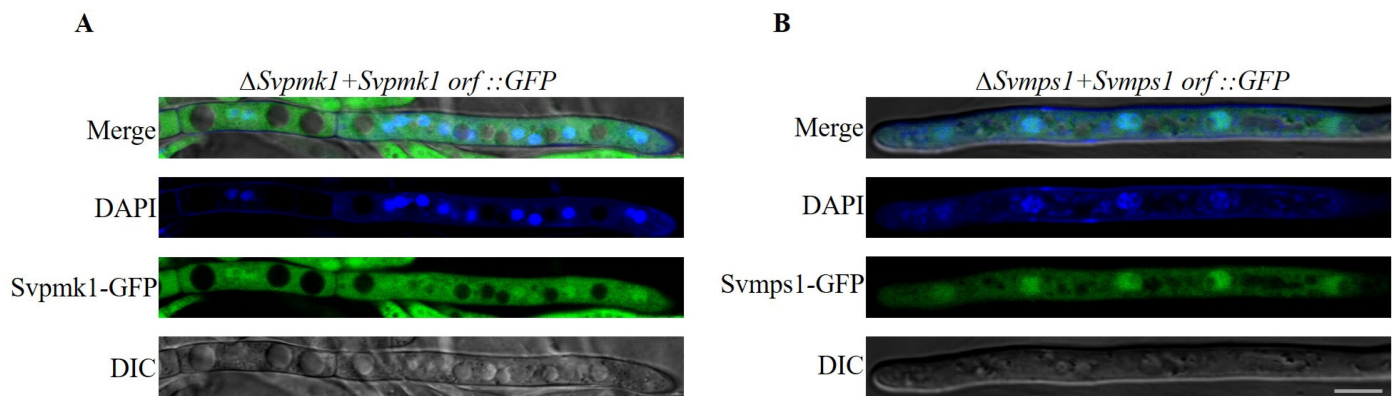 A
ΔSvpmk1+Svpmk1 orf ::GFP
Merge
DAPI
Svpmk1-GFP
DIC
B
ΔSvmps1+Svmps1 orf ::GFP
Merge
DAPI
Svmps1-GFP
DIC